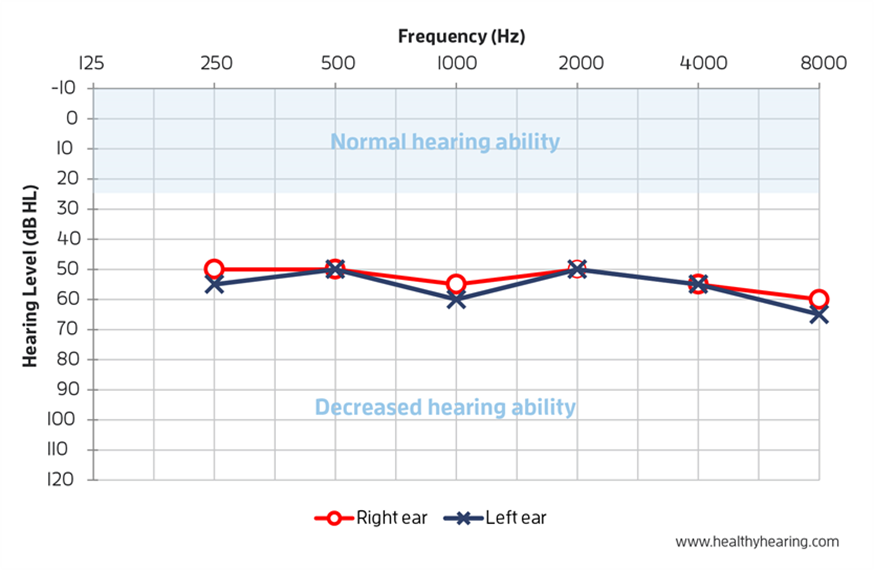 Frequency (Hz)
125 250 500 1000 2000 4000 8000
-10
0
10
20
30
40
50
60
70
80
90
100
110
120
Hearing Level (dB HL)
Normal hearing ability
Decreased hearing ability
Right ear Left ear
www.healthyhearing.com